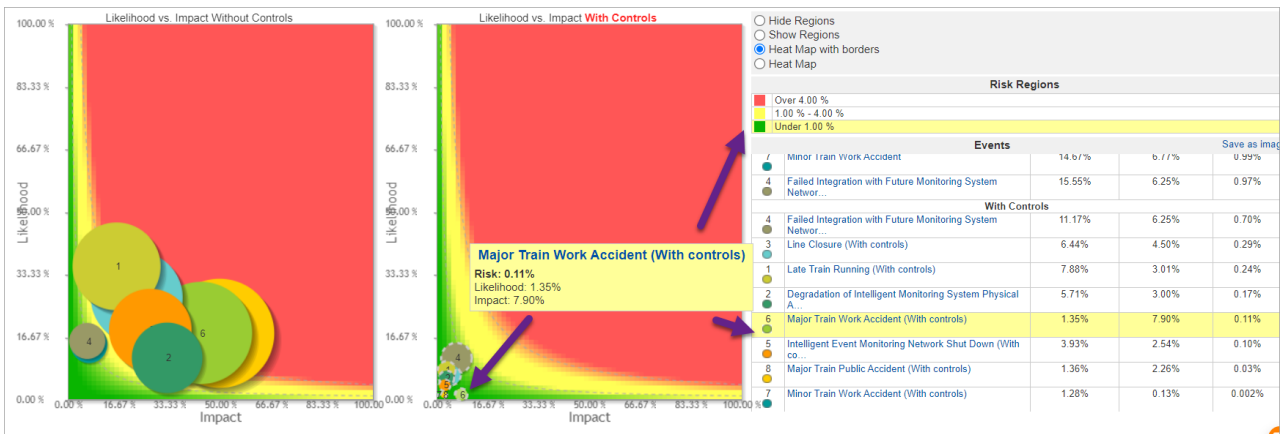 Likelihood vs. Impact Without Controls
100.00 %
83.33 %
66.67 %
50.00 %
33.33 %
16.67 %
0.00 %
Likelihood
1
4
6
2
0.00 %
16.67%
33.33%
50.00%
66.67%
83.33%
100.00
Impact
Likelihood vs. Impact With Controls
100.00 %
83.33 %
66.67 %
50.00 %
33.33 %
16.67 %
0.00 %
Likelihood
4
5
8
6
0.00 %
16.67%
33.33%
50.00%
66.67%
83.33%
100.00 %
Impact
Major Train Work Accident (With controls)
Risk: 0.11%
Likelihood: 1.35%
Impact: 7.90%
Hide Regions
Show Regions
Heat Map with borders
Heat Map
Risk Regions
Over 4.00 %
1.00 % - 4.00 %
Under 1.00 %
Events Save as imag
7 Minor Train Work Accident 14.67% 6.77% 0.99%
4 Failed Integration with Future Monitoring System 15.55% 6.25% 0.97%
Networ...
With Controls
4 Failed Integration with Future Monitoring System 11.17% 6.25% 0.70%
Networ...
3 Line Closure (With controls) 6.44% 4.50% 0.29%
1 Late Train Running (With controls) 7.88% 3.01% 0.24%
2 Degradation of Intelligent Monitoring System Physical 5.71% 3.00% 0.17%
A...
6 Major Train Work Accident (With controls) 1.35% 7.90% 0.11%
5 Intelligent Event Monitoring Network Shut Down (With 3.93% 2.54% 0.10%
co...
8 Major Train Public Accident (With controls) 1.36% 2.26% 0.03%
7 Minor Train Work Accident (With controls) 1.28% 0.13% 0.002%